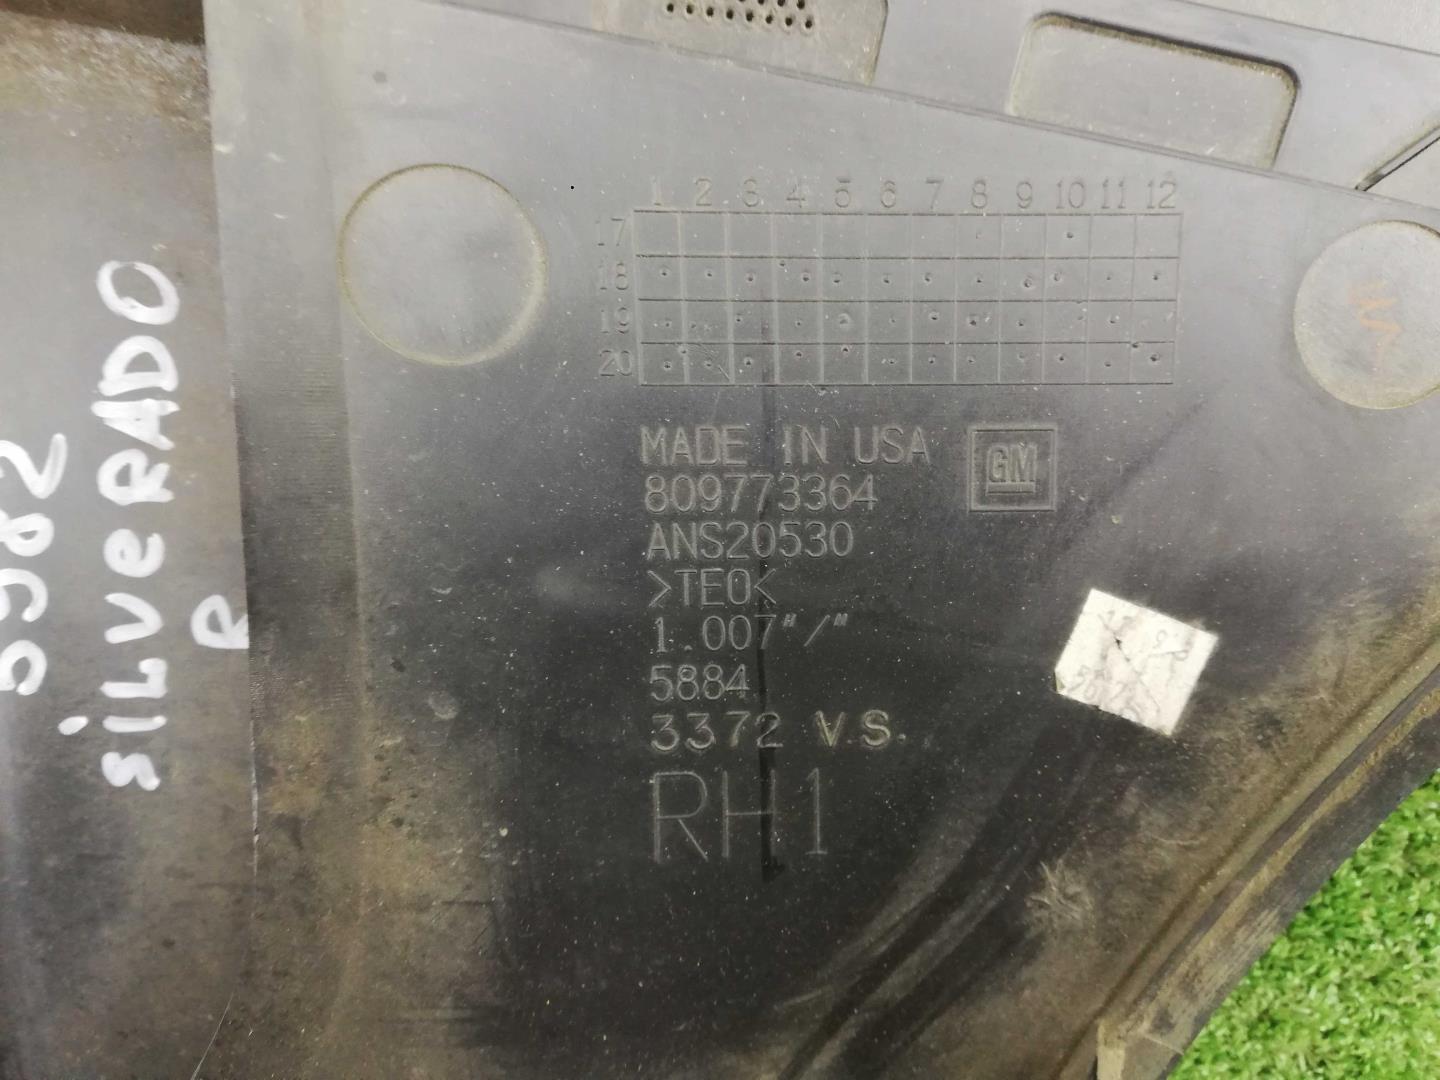 1 2 3 4 5 6 7 8 9 10 11 12
17
18
19
20
MADE IN USA
GM
809773364
ANS20530
>TEO<
1.007"/"
5884
3372 V.S.
RH1
5982
SILVeRADO
R